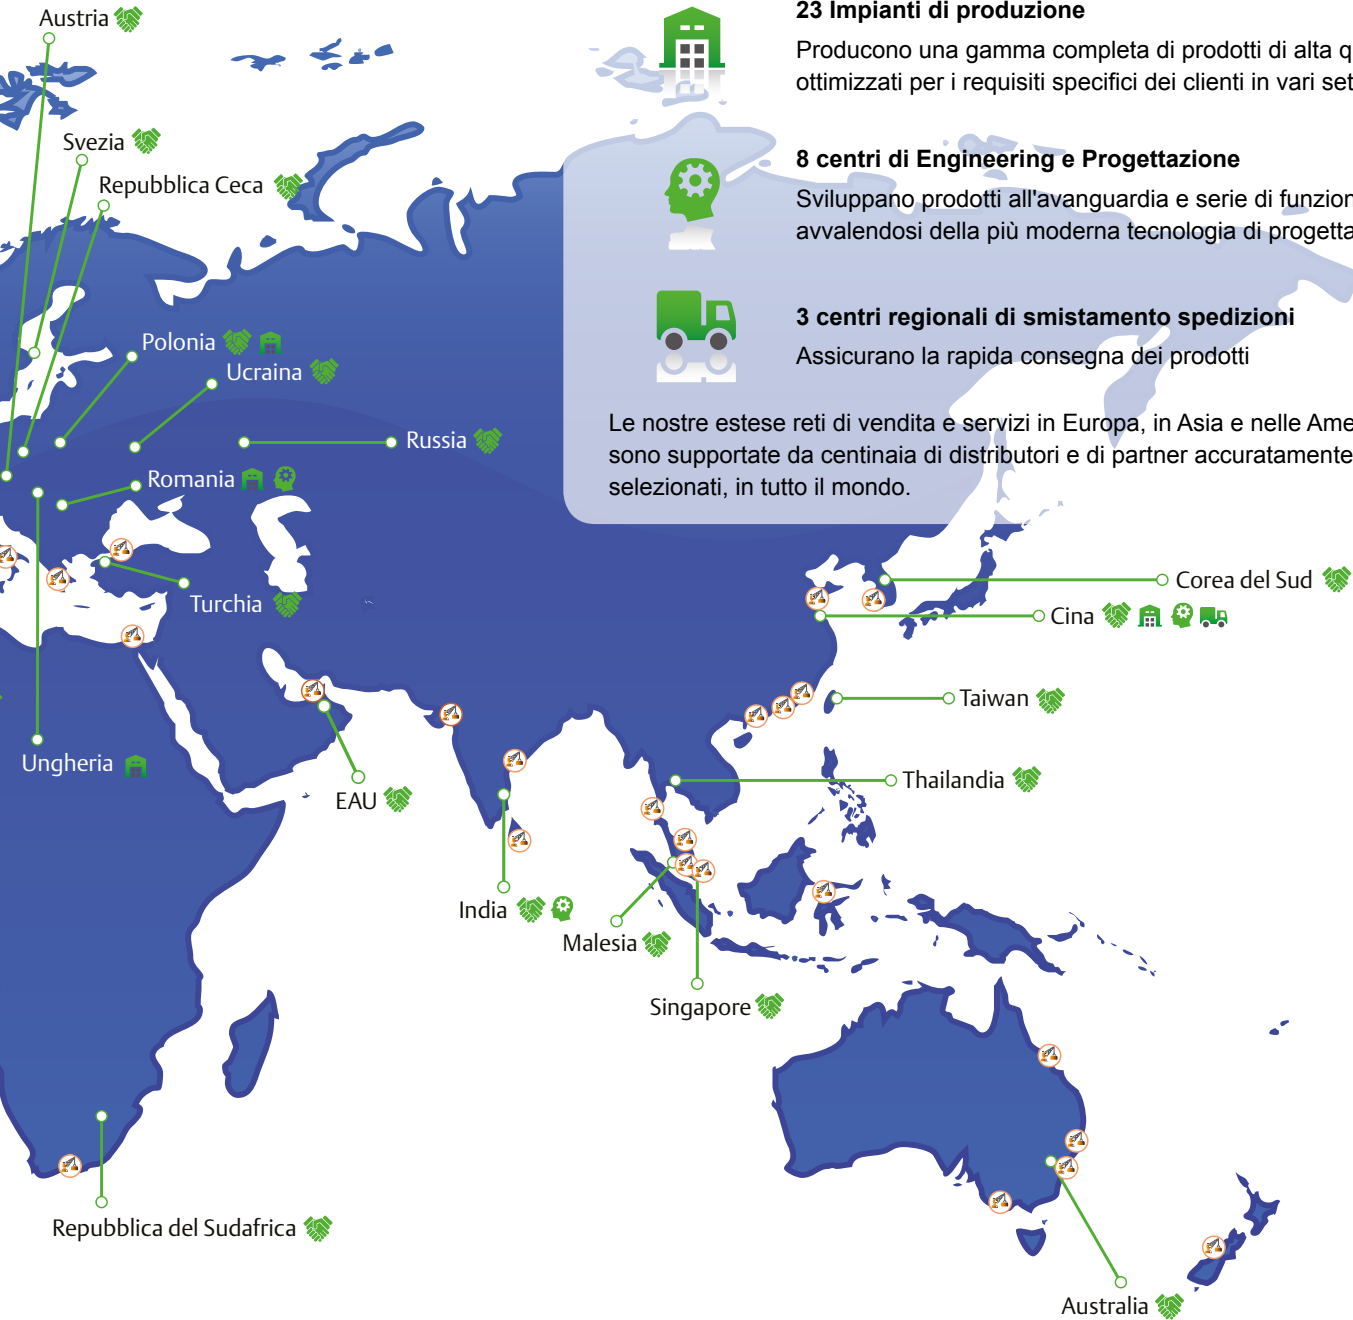 23 Impianti di produzione
Producono una gamma completa di prodotti di alta q
ottimizzati per i requisiti specifici dei clienti in vari set
8 centri di Engineering e Progettazione
Sviluppano prodotti all'avanguardia e serie di funzion
avvalendosi della più moderna tecnologia di progetta
3 centri regionali di smistamento spedizioni
Assicurano la rapida consegna dei prodotti
Le nostre estese reti di vendita e servizi in Europa, in Asia e nelle Ame
sono supportate da centinaia di distributori e di partner accuratamente
selezionati, in tutto il mondo.
Austria
Svezia
Repubblica Ceca
Polonia
Ucraina
Russia
Romania
Turchia
Corea del Sud
Cina
Taiwan
Ungheria
EAU
Thailandia
India
Malesia
Singapore
Repubblica del Sudafrica
Australia